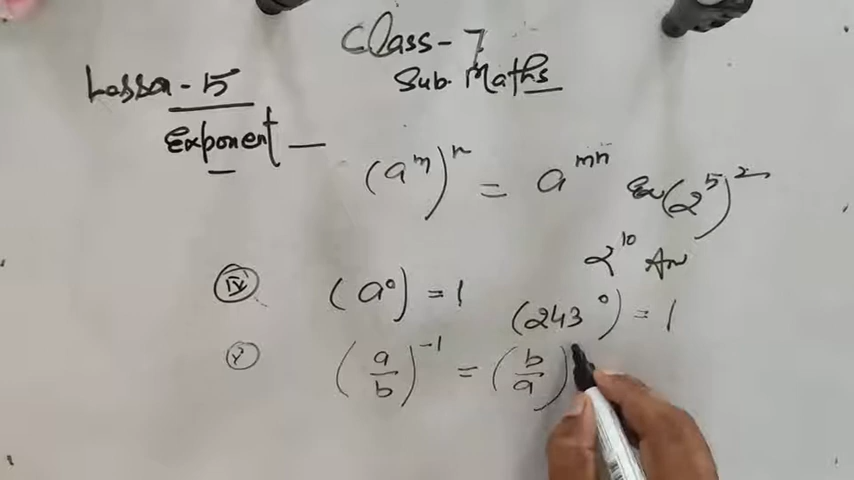 Class-7
Sub. Maths
Lesson-15
Exponent —
(a^m)^n = a^mn Ex (2^5)^2
2^10 An
(iv) (a^0) = 1 (243^0) = 1
(v) (a/b)^-1 = (b/a)